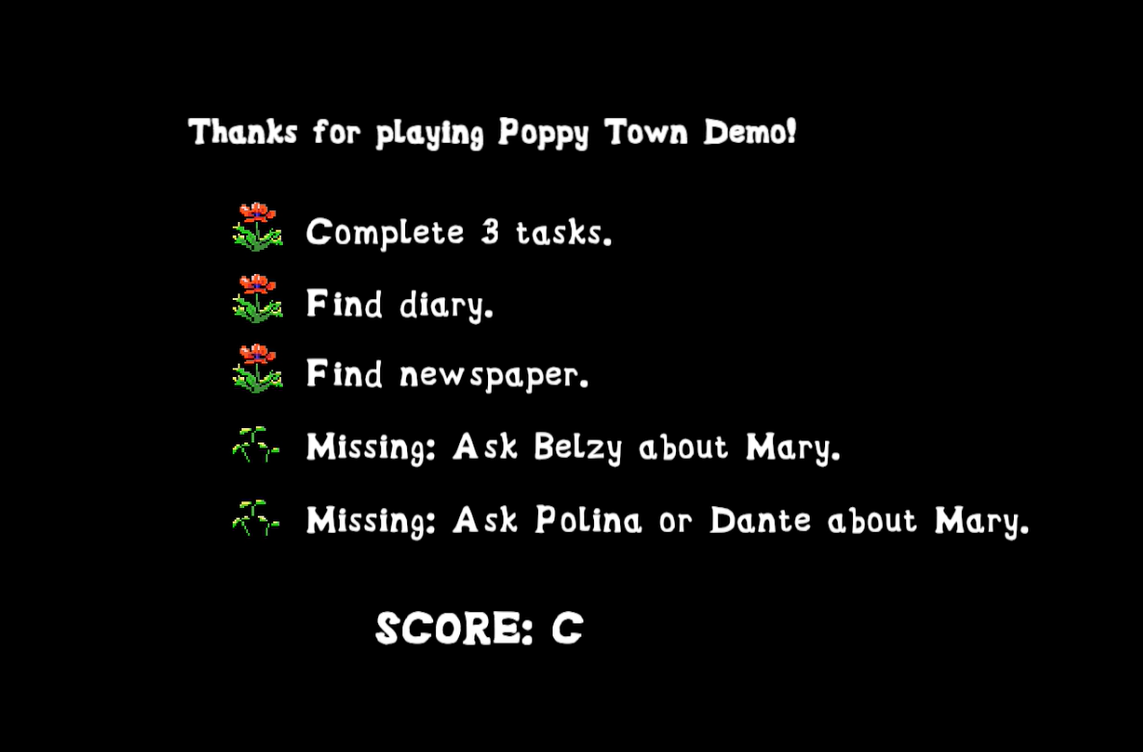 Thanks for playing Poppy Town Demo!
Complete 3 tasks.
Find diary.
Find newspaper.
Missing: Ask Belzy about Mary.
Missing: Ask Polina or Dante about Mary.
SCORE: C